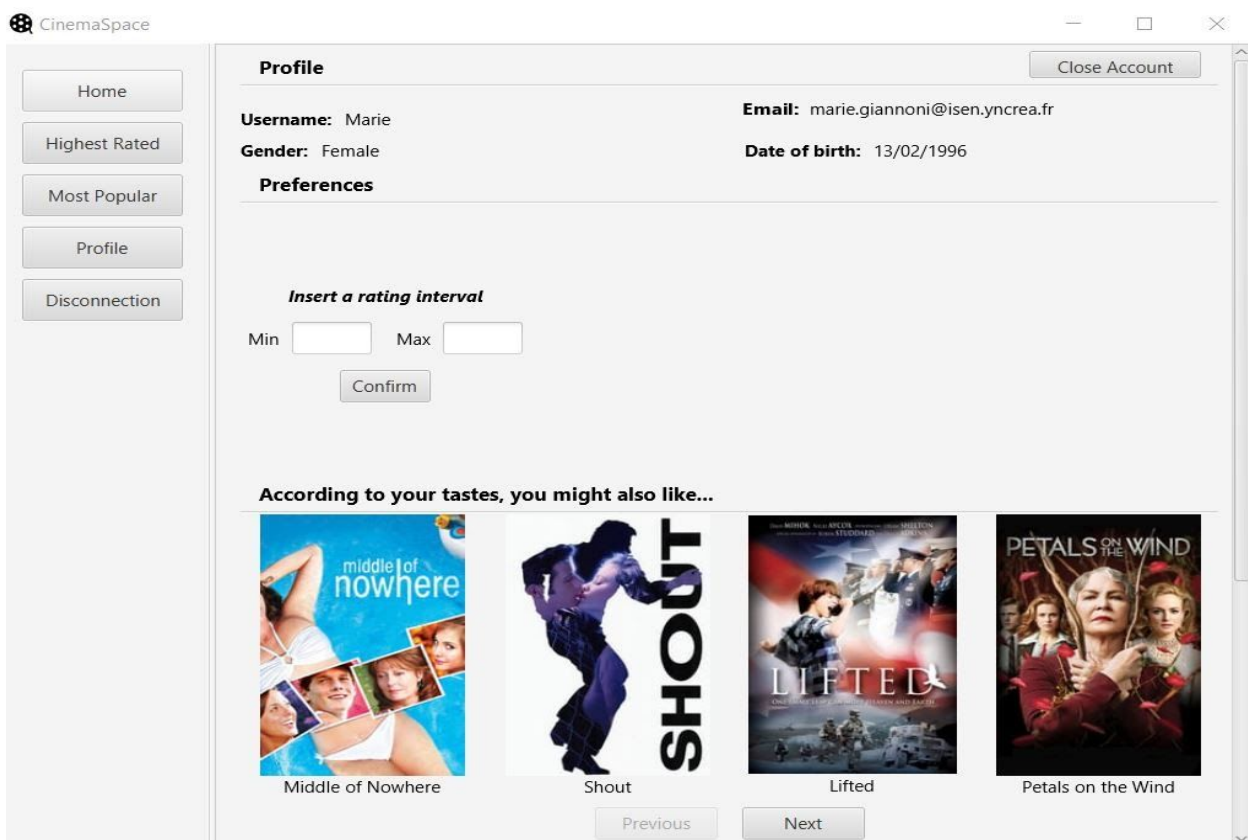 CinemaSpace
Home
Highest Rated
Most Popular
Profile
Disconnection
Profile
Close Account
Username: Marie
Email: marie.giannoni@isen.yncrea.fr
Gender: Female
Date of birth: 13/02/1996
Preferences
Insert a rating interval
Min
Max
Confirm
According to your tastes, you might also like...
middle of
nowhere
SHOUT
LIFTED
PETALS ON THE WIND
Middle of Nowhere
Shout
Lifted
Petals on the Wind
Previous
Next